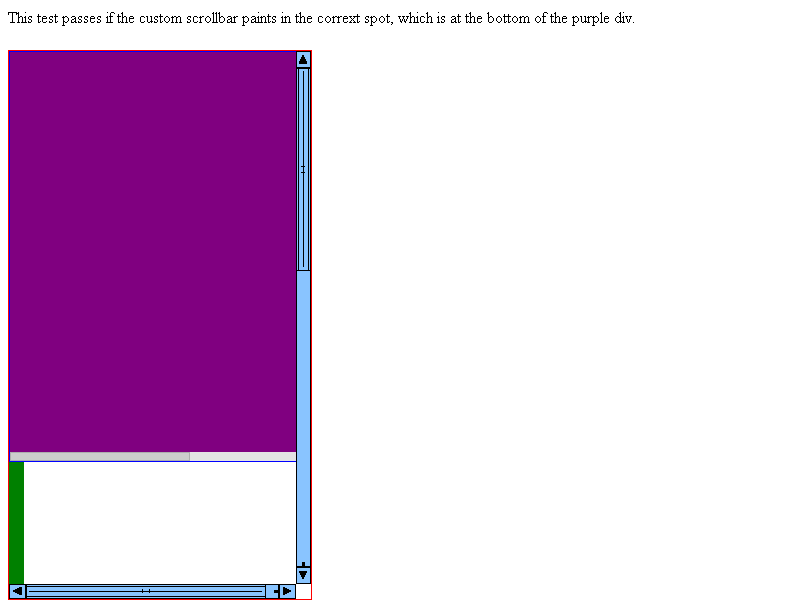 This test passes if the custom scrollbar paints in the corrext spot, which is at the bottom of the purple div.